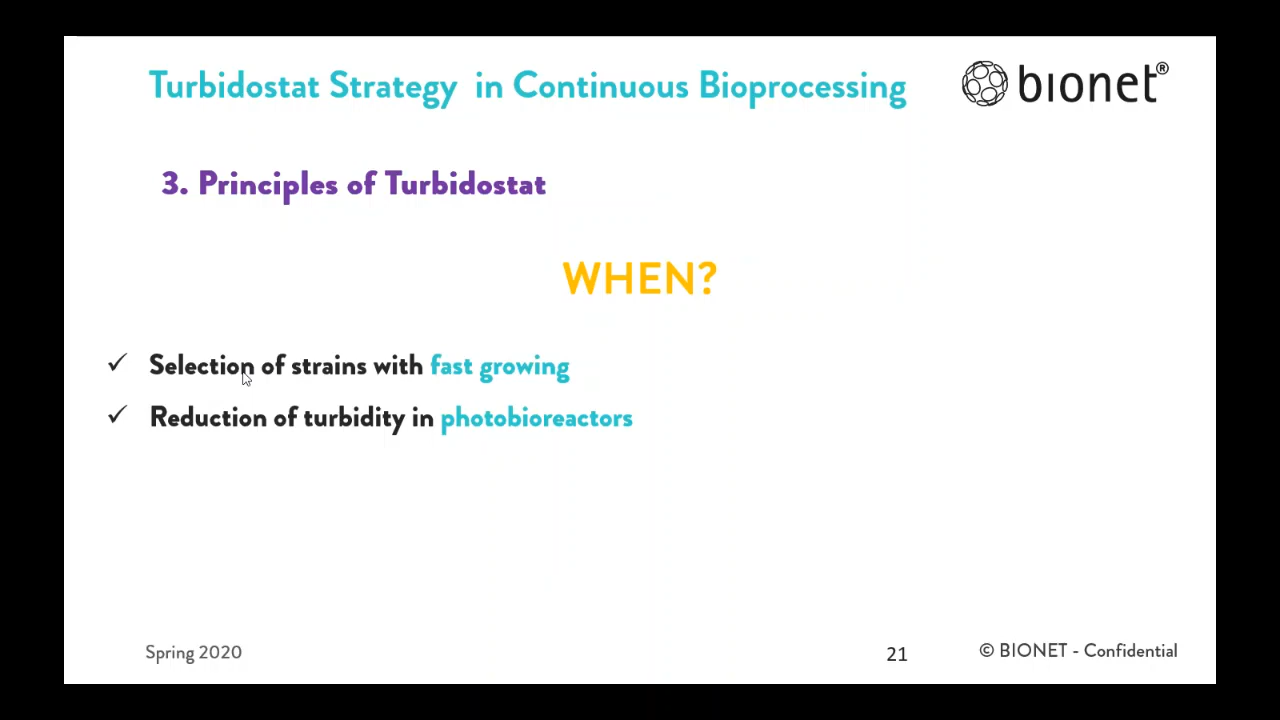 Turbidostat Strategy in Continuous Bioprocessing
bionet®
3. Principles of Turbidostat
WHEN?
✓ Selection of strains with fast growing
✓ Reduction of turbidity in photobioreactors
Spring 2020
21
© BIONET - Confidential